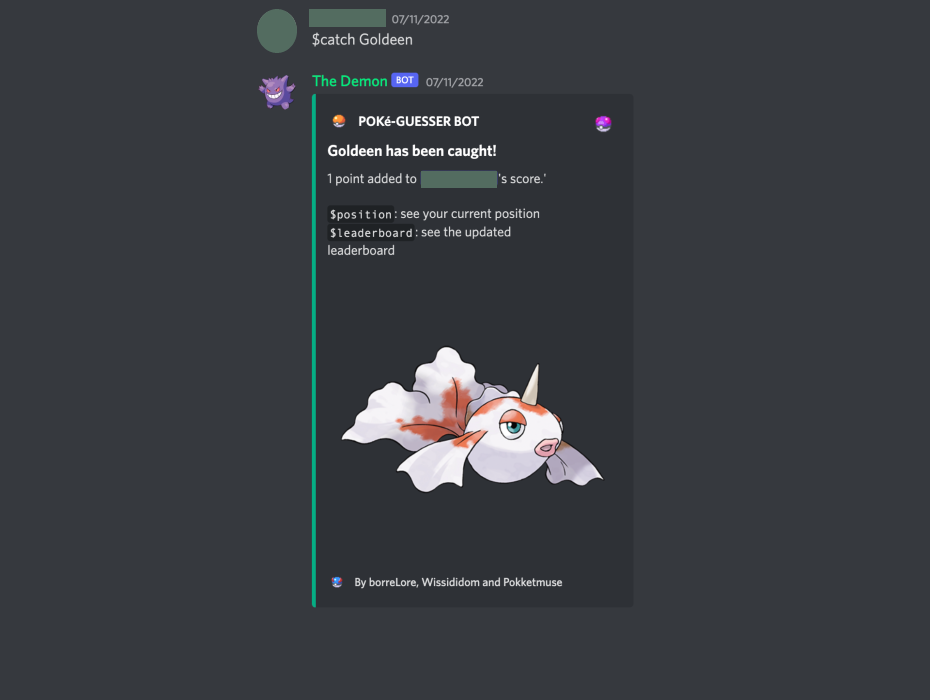 07/11/2022
$catch Goldeen
The Demon BOT 07/11/2022
POKé-GUESSER BOT
Goldeen has been caught!
1 point added to 's score.'
$position: see your current position
$leaderboard: see the updated
leaderboard
By borreLore, Wissididom and Pokketmuse